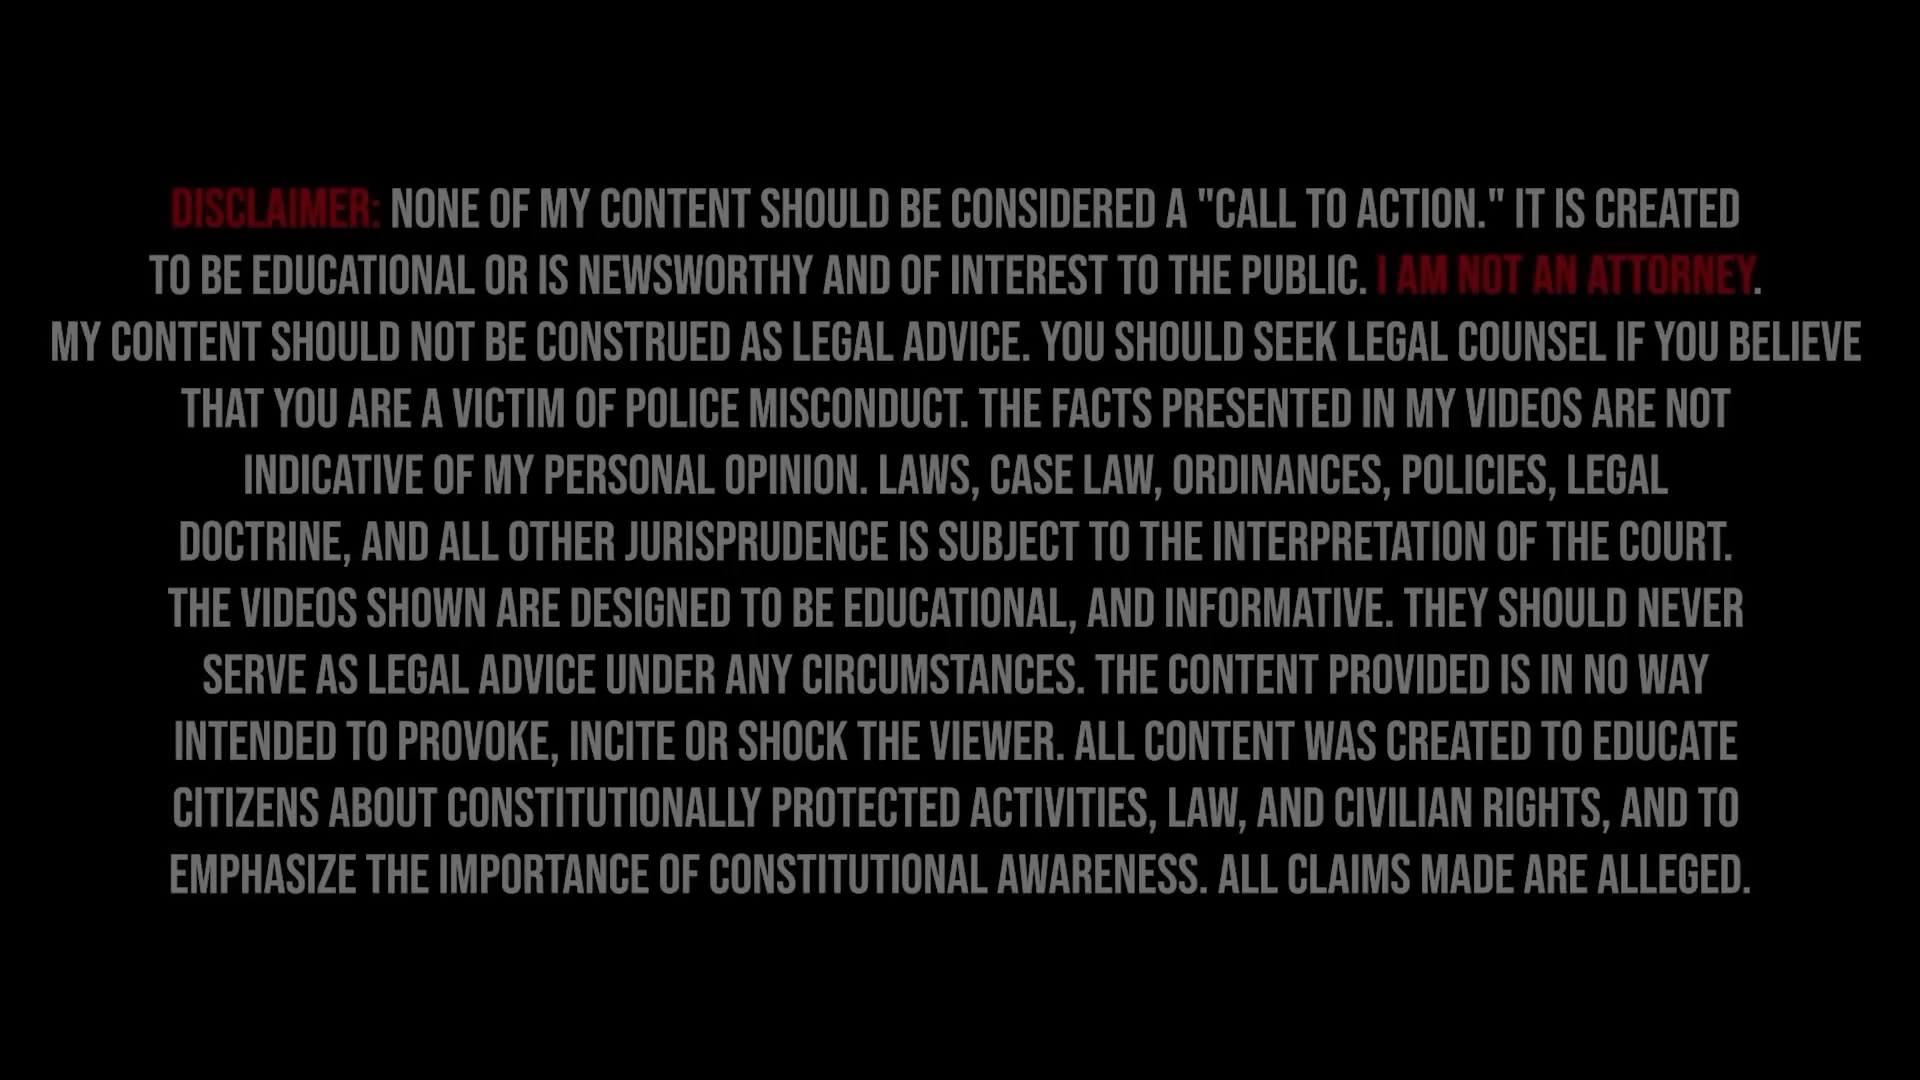 DISCLAIMER: NONE OF MY CONTENT SHOULD BE CONSIDERED A "CALL TO ACTION." IT IS CREATED
TO BE EDUCATIONAL OR IS NEWSWORTHY AND OF INTEREST TO THE PUBLIC. I AM NOT AN ATTORNEY.
MY CONTENT SHOULD NOT BE CONSTRUED AS LEGAL ADVICE. YOU SHOULD SEEK LEGAL COUNSEL IF YOU BELIEVE
THAT YOU ARE A VICTIM OF POLICE MISCONDUCT. THE FACTS PRESENTED IN MY VIDEOS ARE NOT
INDICATIVE OF MY PERSONAL OPINION. LAWS, CASE LAW, ORDINANCES, POLICIES, LEGAL
DOCTRINE, AND ALL OTHER JURISPRUDENCE IS SUBJECT TO THE INTERPRETATION OF THE COURT.
THE VIDEOS SHOWN ARE DESIGNED TO BE EDUCATIONAL, AND INFORMATIVE. THEY SHOULD NEVER
SERVE AS LEGAL ADVICE UNDER ANY CIRCUMSTANCES. THE CONTENT PROVIDED IS IN NO WAY
INTENDED TO PROVOKE, INCITE OR SHOCK THE VIEWER. ALL CONTENT WAS CREATED TO EDUCATE
CITIZENS ABOUT CONSTITUTIONALLY PROTECTED ACTIVITIES, LAW, AND CIVILIAN RIGHTS, AND TO
EMPHASIZE THE IMPORTANCE OF CONSTITUTIONAL AWARENESS. ALL CLAIMS MADE ARE ALLEGED.